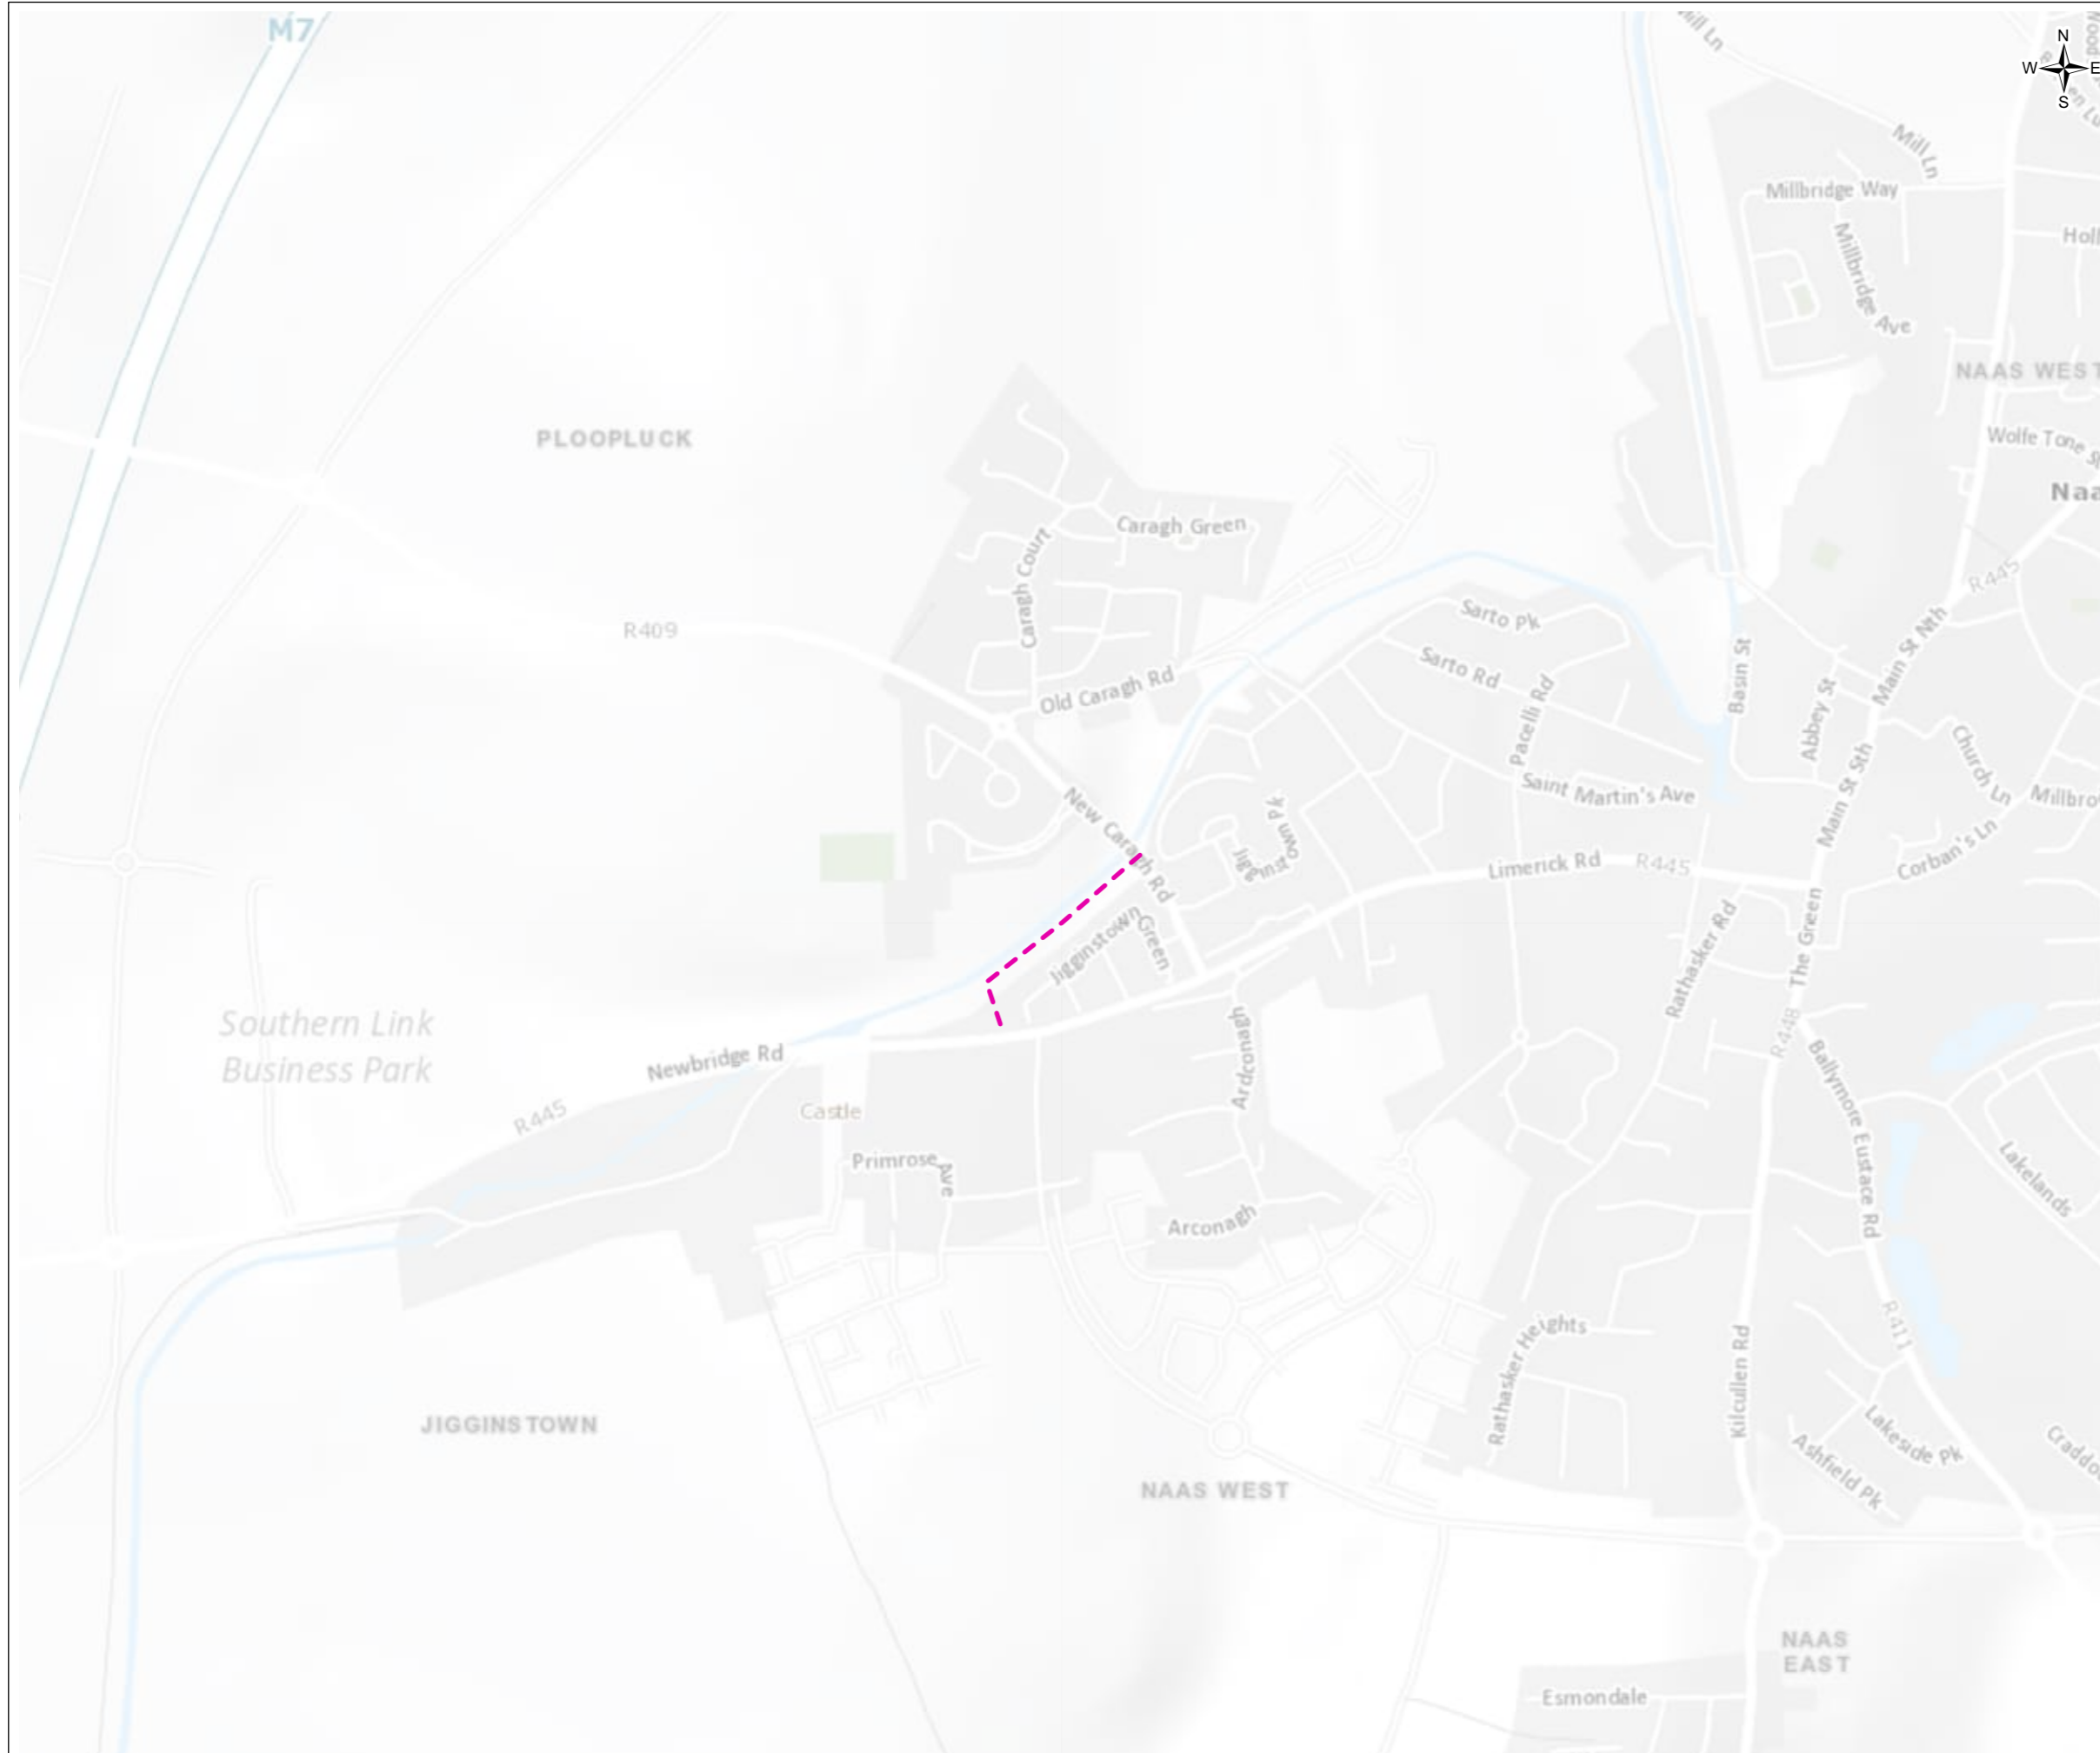 M7
Mill Ln
N
W
E
S
Mill Ln
Millbridge Way
Millbridge Ave
NAAS WEST
PLOOPLUCK
Wolfe Tone
Caragh Green
Caragh Court
R445
R409
Sarto Pk
Sarto Rd
Old Caragh Rd
Pacelli Rd
Basin St
Abbey St
Main St Nth
Church Ln
Saint Martin's Ave
Main St Sth
New Caragh Rd
Jigginstown Pk
Limerick Rd
R445
Corban's Ln
Jigginstown Green
Rathasker Rd
The Green
Southern Link
Business Park
Newbridge Rd
R445
Castle
Ardconagh
R448
Ballymore Eustace Rd
Primrose Ave
Lakelands
Arconagh
R411
Rathasker Heights
Kilcullen Rd
JIGGINSTOWN
Lakeside Pk
Ashfield Pk
NAAS WEST
NAAS
EAST
Esmondale